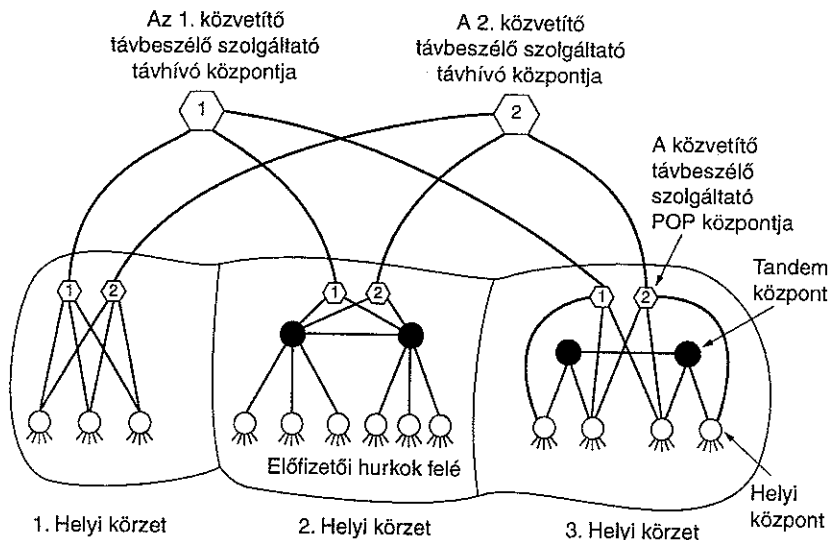 Az 1. közvetítő
távbeszélő szolgáltató
távhívó központja
A 2. közvetítő
távbeszélő szolgáltató
távhívó központja
1
2
A közvetítő
távbeszélő
szolgáltató
POP központja
Tandem
központ
1
2
1
2
1
2
Előfizetői hurkok felé
Helyi
központ
1. Helyi körzet
2. Helyi körzet
3. Helyi körzet